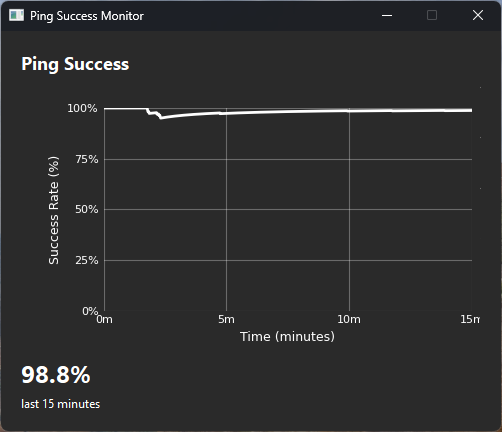 Ping Success Monitor
Ping Success
100%
75%
50%
25%
0%
Success Rate (%)
0m 5m 10m 15m
Time (minutes)
98.8%
last 15 minutes